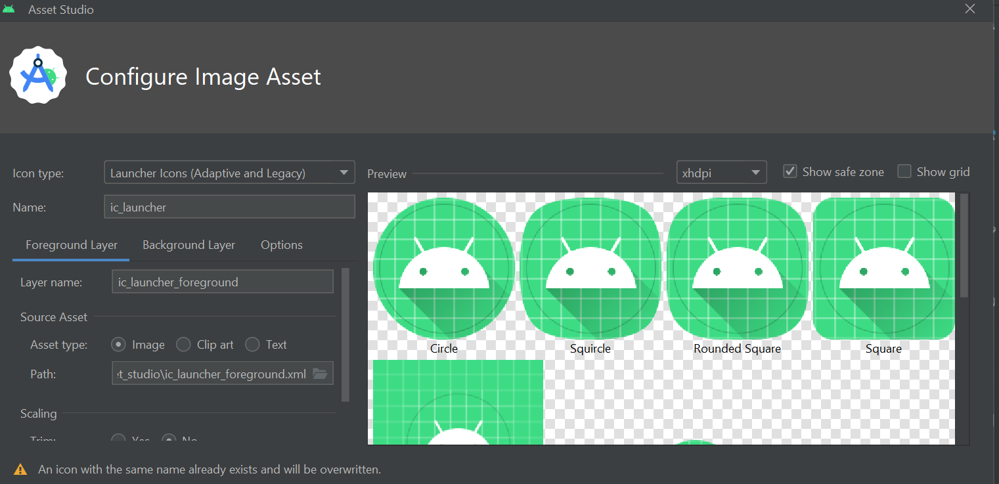 Asset Studio
Configure Image Asset
Icon type: Launcher Icons (Adaptive and Legacy)
Name: ic_launcher
Foreground Layer Background Layer Options
Layer name: ic_launcher_foreground
Source Asset
Asset type: Image Clip art Text
Path: et_studio\ic_launcher_foreground.xml
Scaling
Trim: Yes No
Preview xhdpi Show safe zone Show grid
Circle Squircle Rounded Square Square
An icon with the same name already exists and will be overwritten.